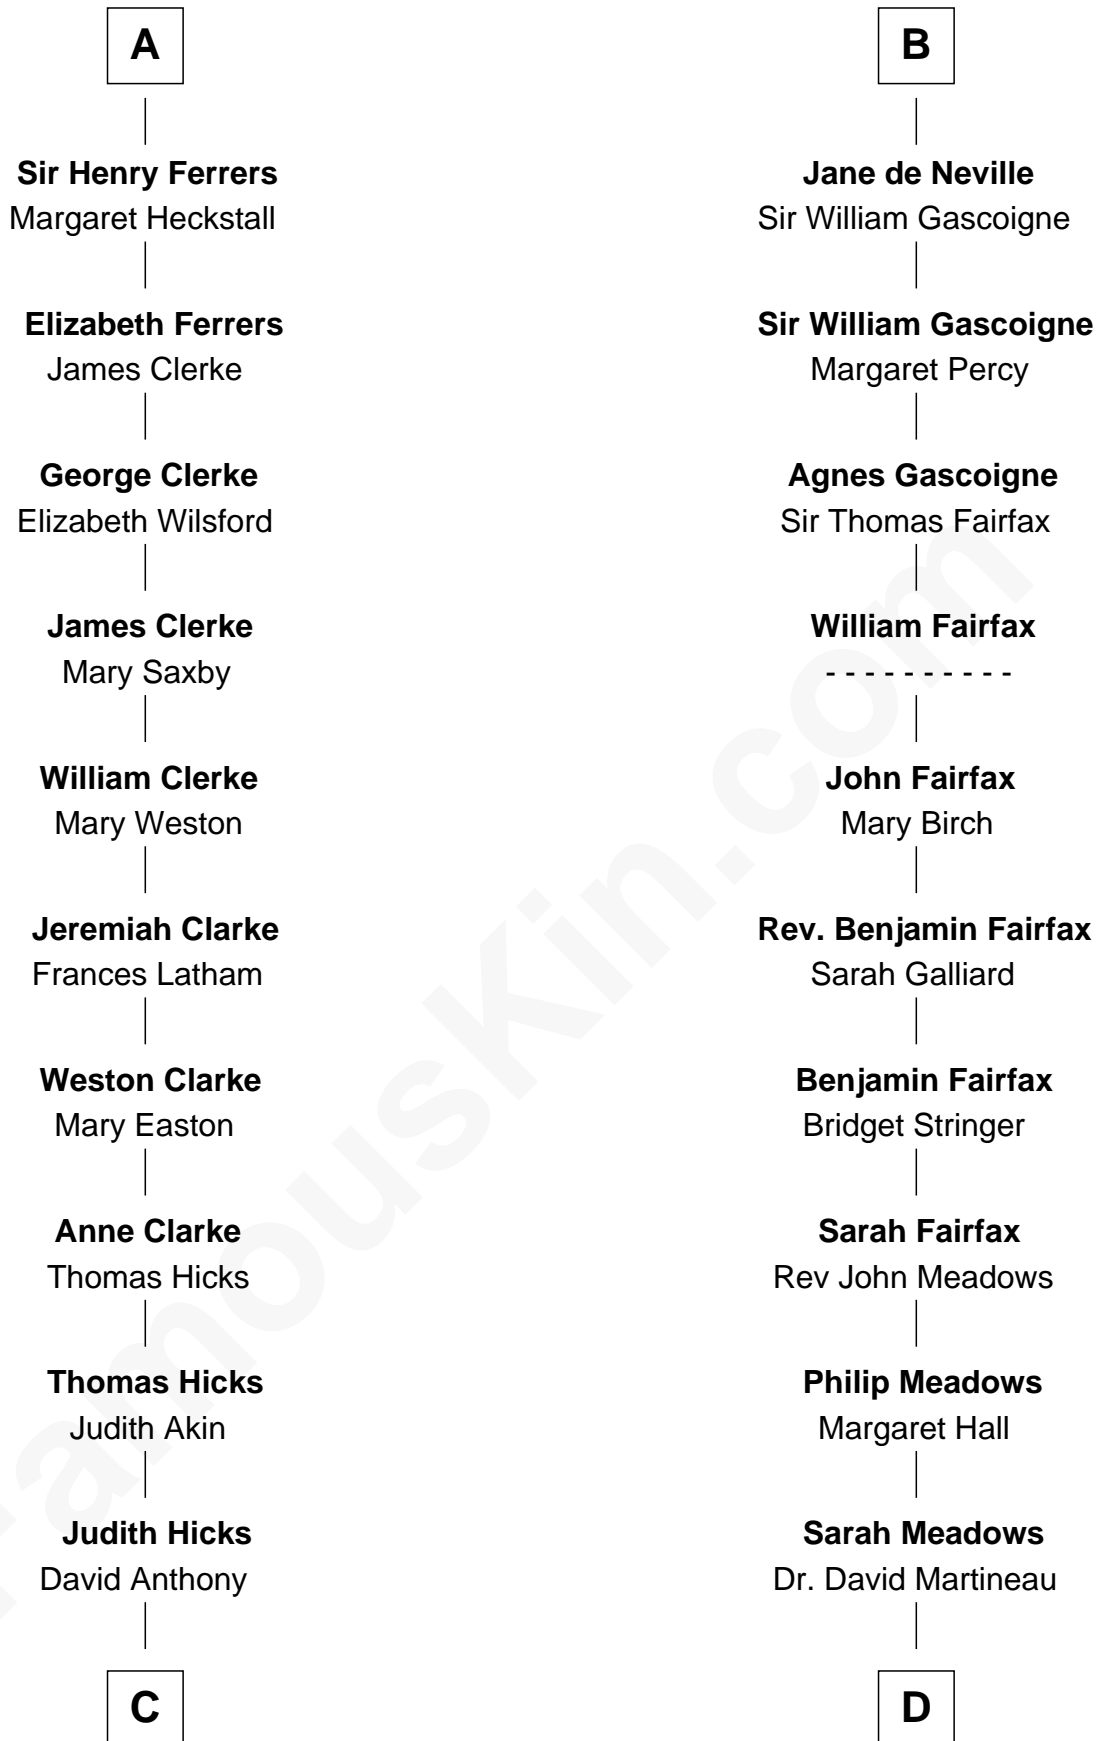 A
Sir Henry Ferrers
Margaret Heckstall
Elizabeth Ferrers
James Clerke
George Clerke
Elizabeth Wilsford
James Clerke
Mary Saxby
William Clerke
Mary Weston
Jeremiah Clarke
Frances Latham
Weston Clarke
Mary Easton
Anne Clarke
Thomas Hicks
Thomas Hicks
Judith Akin
Judith Hicks
David Anthony
C
B
Jane de Neville
Sir William Gascoigne
Sir William Gascoigne
Margaret Percy
Agnes Gascoigne
Sir Thomas Fairfax
William Fairfax
- - - - - - - - - -
John Fairfax
Mary Birch
Rev. Benjamin Fairfax
Sarah Galliard
Benjamin Fairfax
Bridget Stringer
Sarah Fairfax
Rev John Meadows
Philip Meadows
Margaret Hall
Sarah Meadows
Dr. David Martineau
D
FamousKin.com